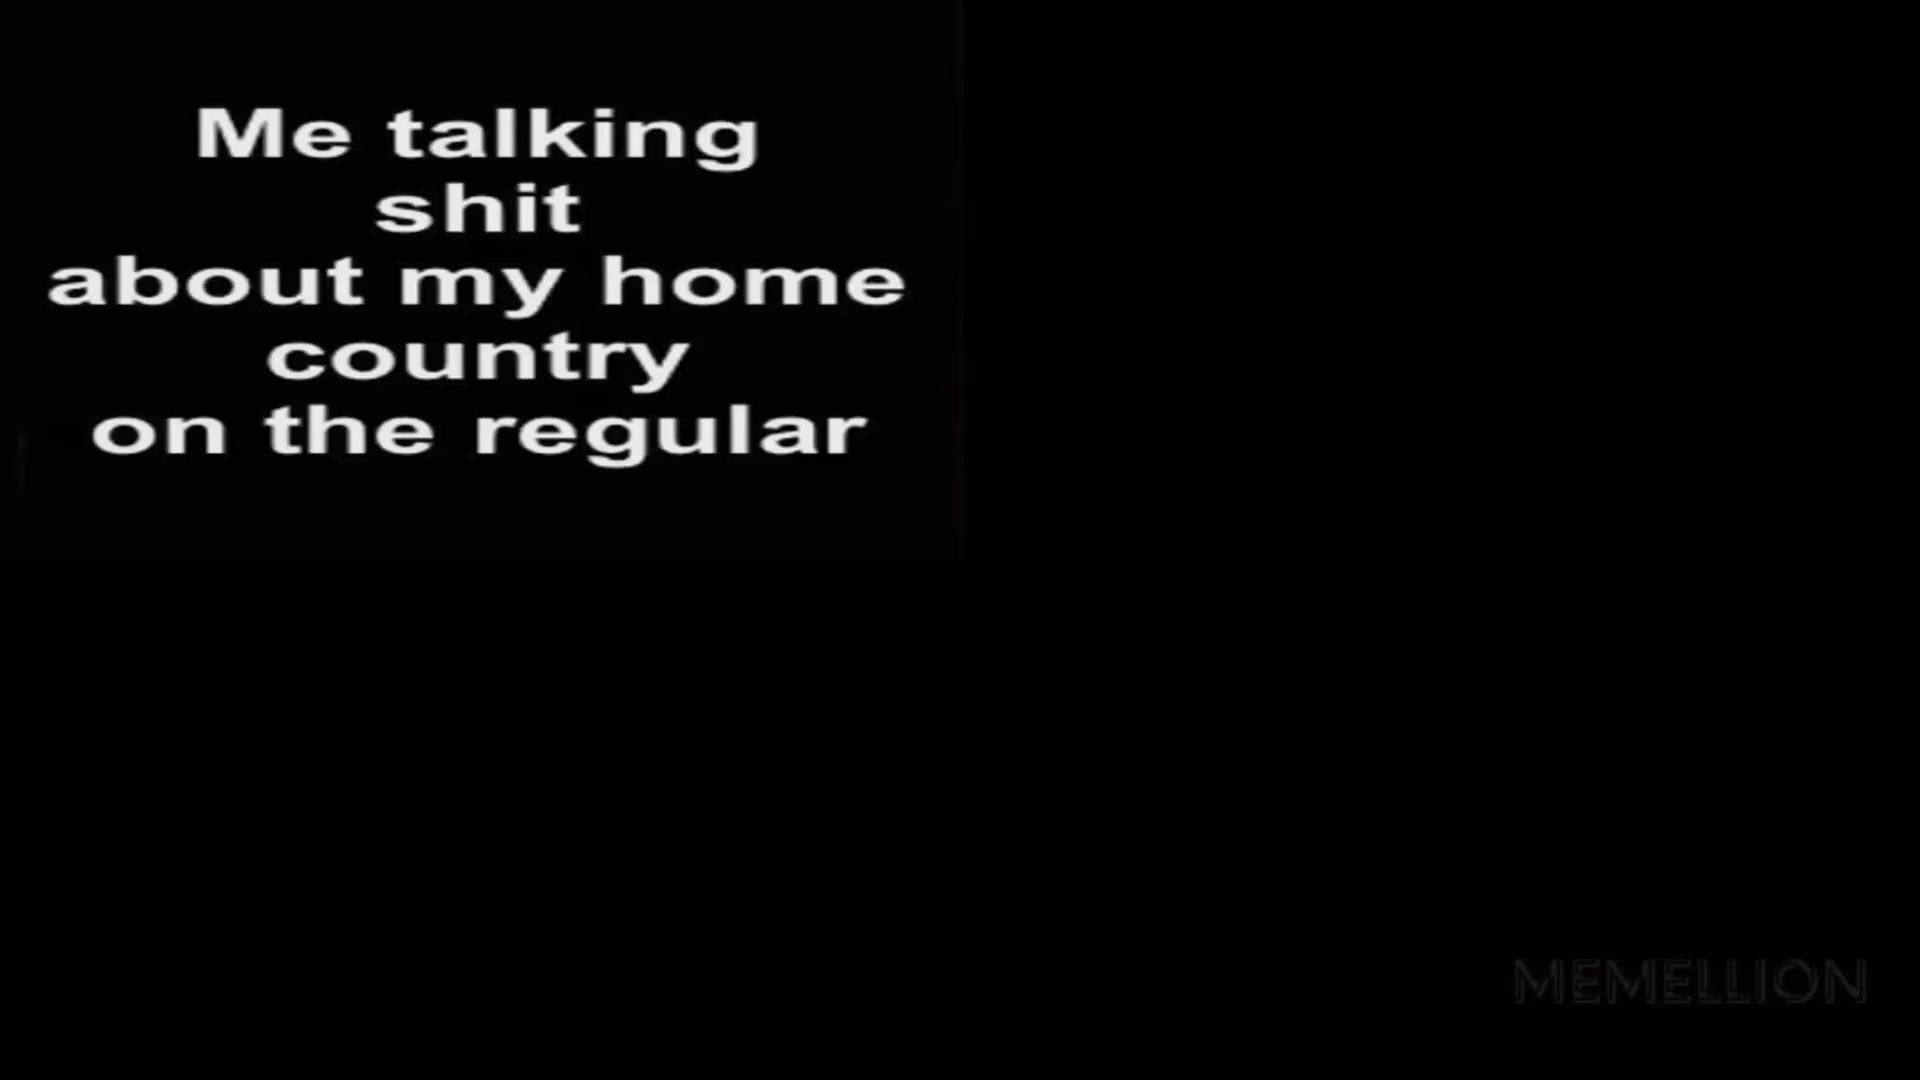 Me talking
shit
about my home
country
on the regular
MEMELLION